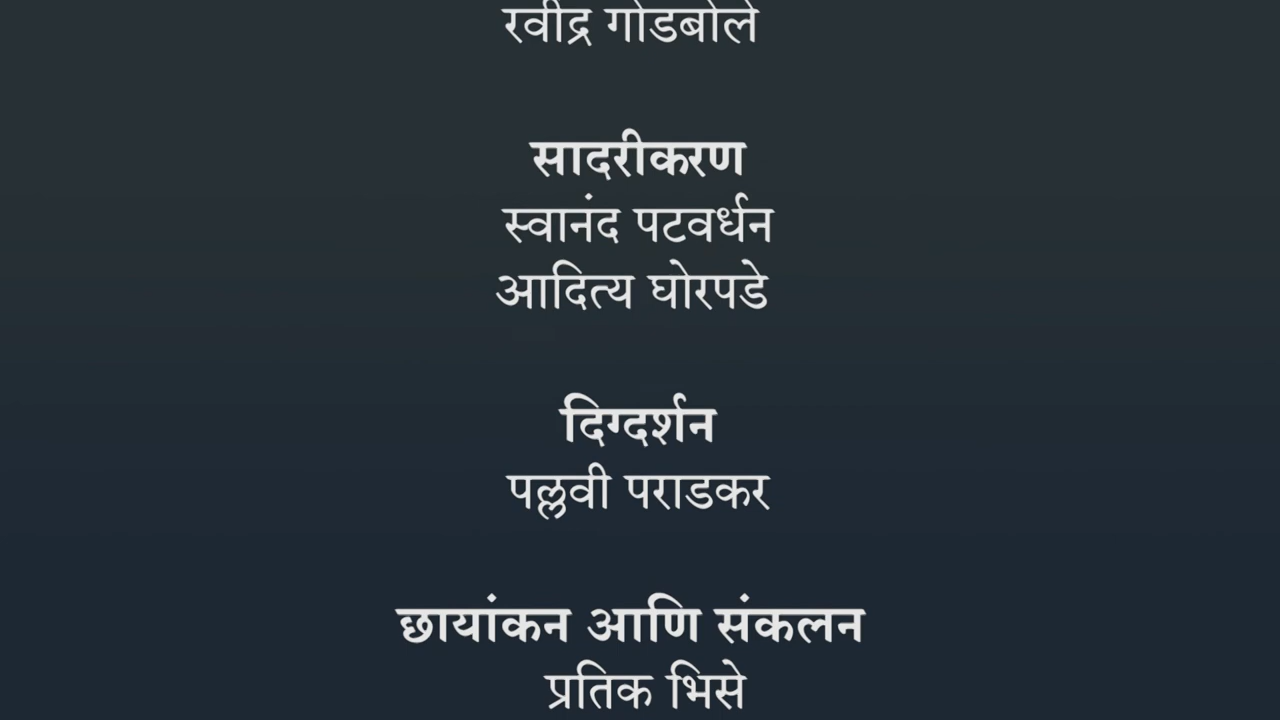 रवीद्र गोडबोले
सादरीकरण
स्वानंद पटवर्धन
आदित्य घोरपडे
दिग्दर्शन
पल्लवी पराडकर
छायांकन आणि संकलन
प्रतिक भिसे